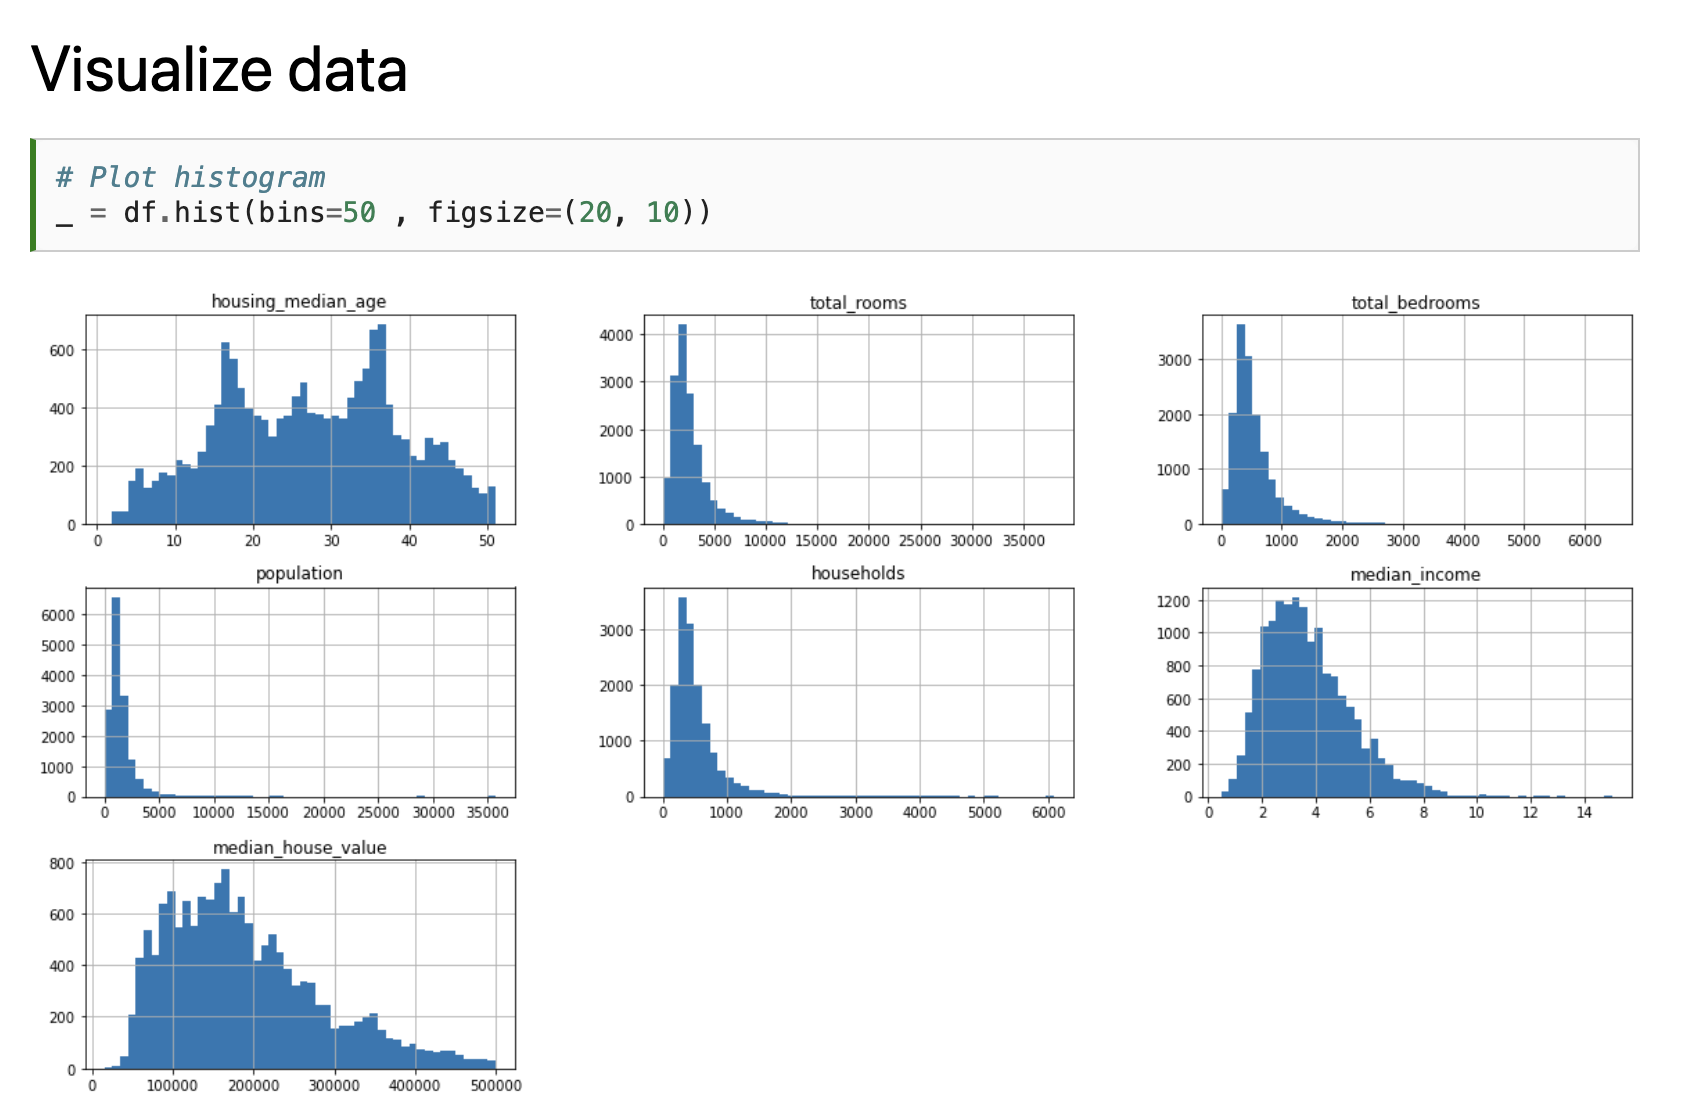 Visualize data
# Plot histogram
_ = df.hist(bins=50 , figsize=(20, 10))
housing_median_age
600
400
200
0
0 10 20 30 40 50
total_rooms
4000
3000
2000
1000
0
0 5000 10000 15000 20000 25000 30000 35000
total_bedrooms
3000
2000
1000
0
0 1000 2000 3000 4000 5000 6000
population
6000
5000
4000
3000
2000
1000
0
0 5000 10000 15000 20000 25000 30000 35000
households
3000
2000
1000
0
0 1000 2000 3000 4000 5000 6000
median_income
1200
1000
800
600
400
200
0
0 2 4 6 8 10 12 14
median_house_value
800
600
400
200
0
0 100000 200000 300000 400000 500000